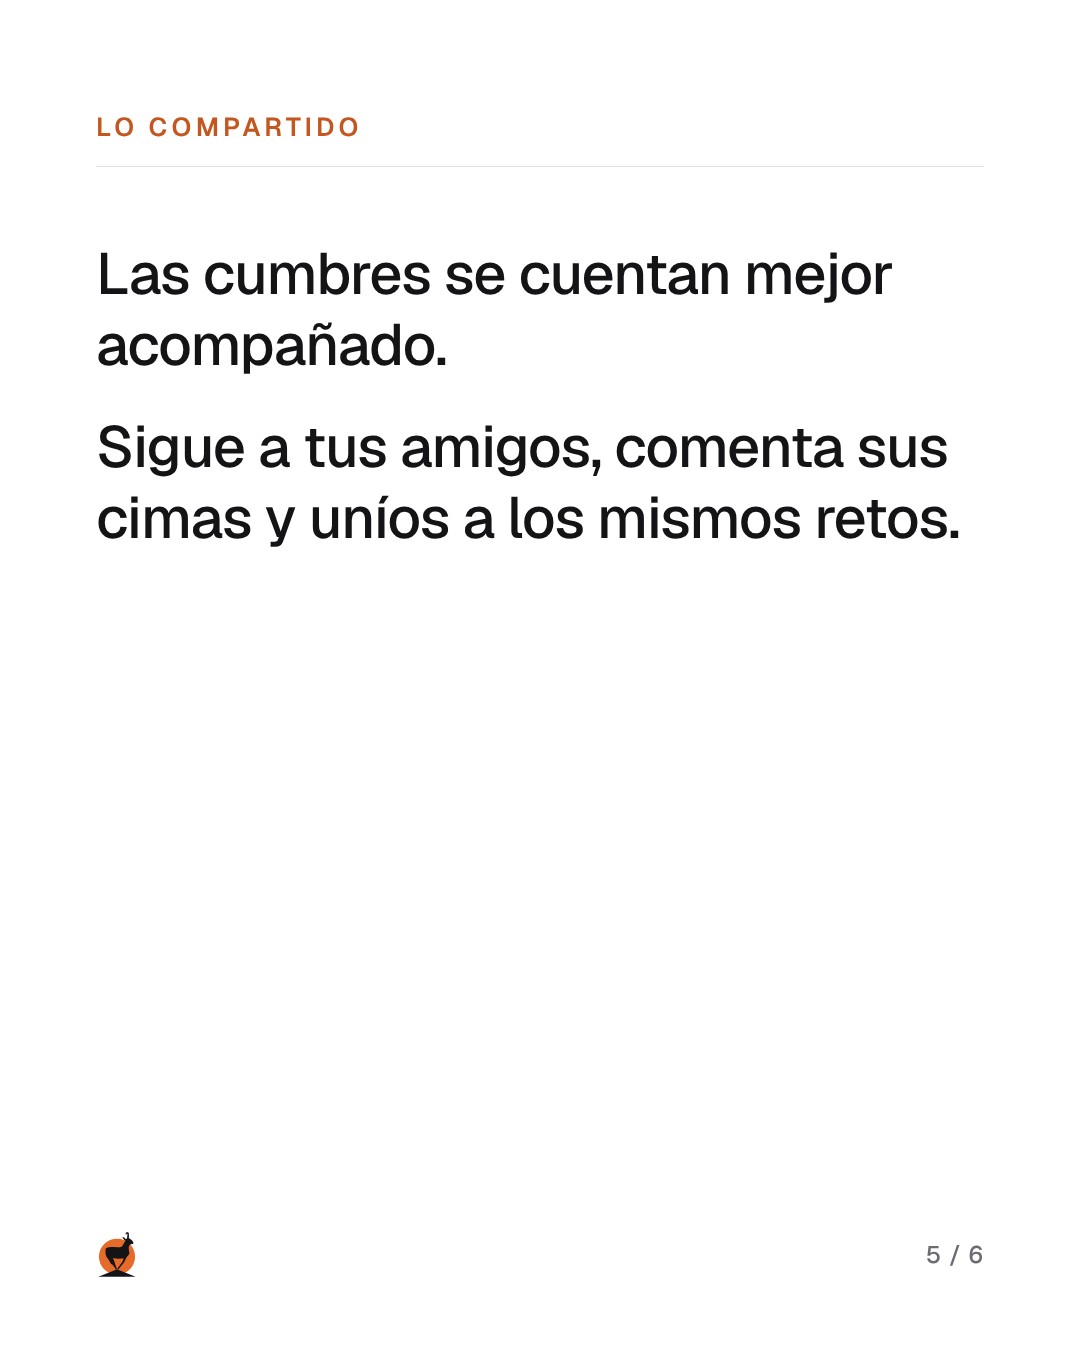 LO COMPARTIDO
Las cumbres se cuentan mejor
acompañado.
Sigue a tus amigos, comenta sus
cimas y uníos a los mismos retos.
5 / 6